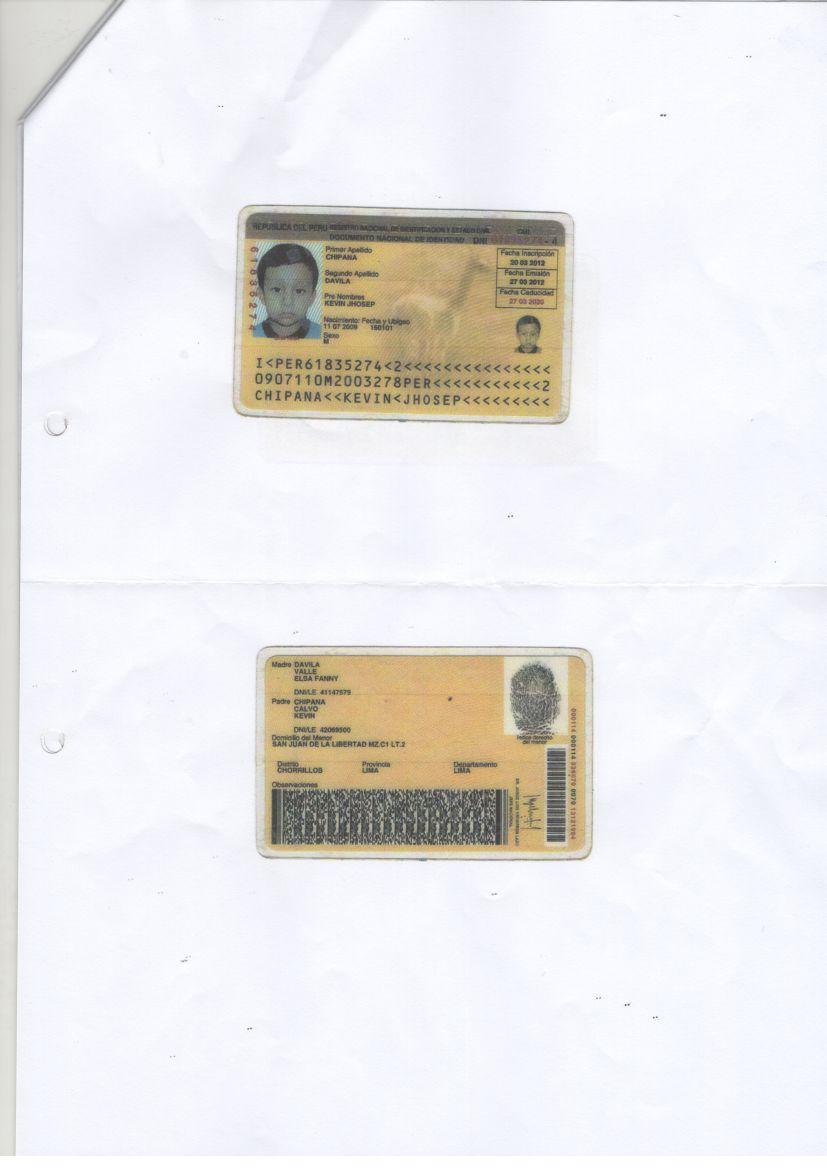 REPUBLICA DEL PERU REGISTRO NACIONAL DE IDENTIFICACION Y ESTADO CIVIL
DOCUMENTO NACIONAL DE IDENTIDAD DNI 61835274 - 4
61835274
Primer Apellido
CHIPANA
Segundo Apellido
DAVILA
Pre Nombres
KEVIN JHOSEP
Nacimiento: Fecha y Ubigeo
11 07 2009 150101
Sexo
M
Fecha Inscripción
20 03 2012
Fecha Emisión
27 03 2012
Fecha Caducidad
27 03 2020
I<PER61835274<2<<<<<<<<<<<<<<<
0907110M2003278PER<<<<<<<<<<<2
CHIPANA<<KEVIN<JHOSEP<<<<<<<<<
Madre DAVILA
VALLE
ELSA FANNY
DNI/LE 41147579
Padre CHIPANA
CALVO
KEVIN
DNI/LE 42069500
Domicilio del Menor
SAN JUAN DE LA LIBERTAD MZ.C1 LT.2
Distrito Provincia Departamento
CHORRILLOS LIMA LIMA
Observaciones
Indice derecho
del menor